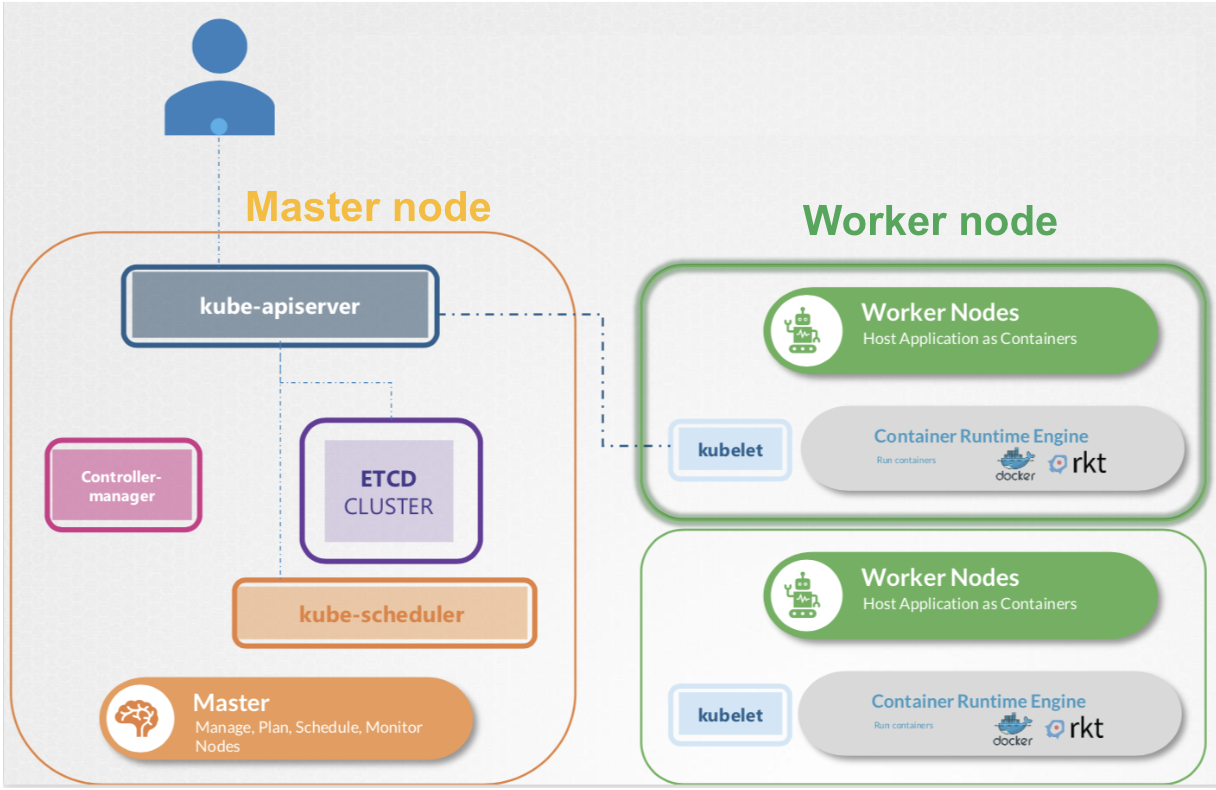 Master node
Worker node
kube-apiserver
Controller-
manager
ETCD
CLUSTER
kube-scheduler
Master
Manage, Plan, Schedule, Monitor
Nodes
Worker Nodes
Host Application as Containers
kubelet
Container Runtime Engine
Run containers
docker
rkt
Worker Nodes
Host Application as Containers
kubelet
Container Runtime Engine
Run containers
docker
rkt